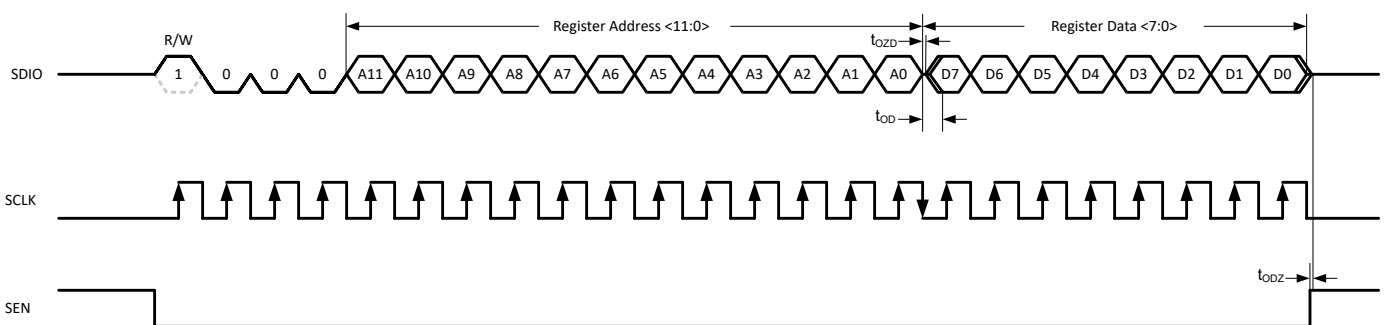 Register Address <11:0>
Register Data <7:0>
R/W
tOZD
SDIO
1 0 0 0 A11 A10 A9 A8 A7 A6 A5 A4 A3 A2 A1 A0 D7 D6 D5 D4 D3 D2 D1 D0
tOD
SCLK
tODZ
SEN